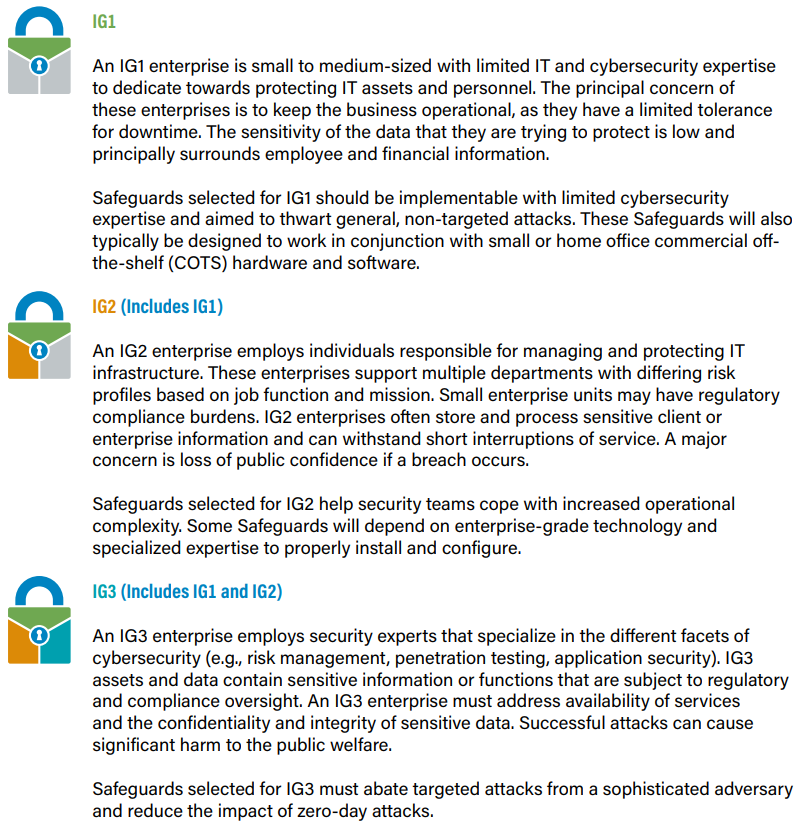 IG1
An IG1 enterprise is small to medium-sized with limited IT and cybersecurity expertise
to dedicate towards protecting IT assets and personnel. The principal concern of
these enterprises is to keep the business operational, as they have a limited tolerance
for downtime. The sensitivity of the data that they are trying to protect is low and
principally surrounds employee and financial information.
Safeguards selected for IG1 should be implementable with limited cybersecurity
expertise and aimed to thwart general, non-targeted attacks. These Safeguards will also
typically be designed to work in conjunction with small or home office commercial off-
the-shelf (COTS) hardware and software.
IG2 (Includes IG1)
An IG2 enterprise employs individuals responsible for managing and protecting IT
infrastructure. These enterprises support multiple departments with differing risk
profiles based on job function and mission. Small enterprise units may have regulatory
compliance burdens. IG2 enterprises often store and process sensitive client or
enterprise information and can withstand short interruptions of service. A major
concern is loss of public confidence if a breach occurs.
Safeguards selected for IG2 help security teams cope with increased operational
complexity. Some Safeguards will depend on enterprise-grade technology and
specialized expertise to properly install and configure.
IG3 (Includes IG1 and IG2)
An IG3 enterprise employs security experts that specialize in the different facets of
cybersecurity (e.g., risk management, penetration testing, application security). IG3
assets and data contain sensitive information or functions that are subject to regulatory
and compliance oversight. An IG3 enterprise must address availability of services
and the confidentiality and integrity of sensitive data. Successful attacks can cause
significant harm to the public welfare.
Safeguards selected for IG3 must abate targeted attacks from a sophisticated adversary
and reduce the impact of zero-day attacks.